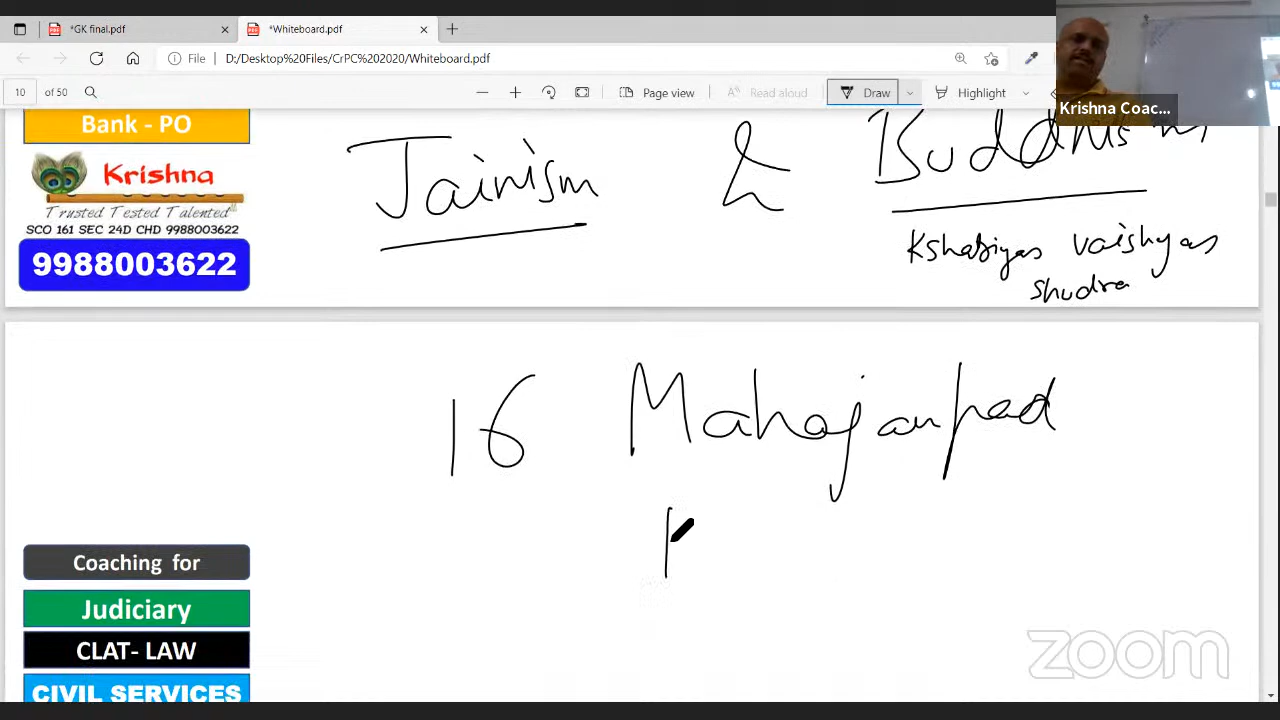 *GK final.pdf
*Whiteboard.pdf
File D:/Desktop%20Files/CrPC%202020/Whiteboard.pdf
10 of 50
Page view
Read aloud
Draw
Highlight
Krishna Coac...
Bank - PO
Krishna
Trusted Tested Talented
SCO 161 SEC 24D CHD 9988003622
9988003622
Jainism & Buddhism
Kshatriyas Vaishyas
Shudra
16 Mahajanpad
Coaching for
Judiciary
CLAT- LAW
CIVIL SERVICES
zoom